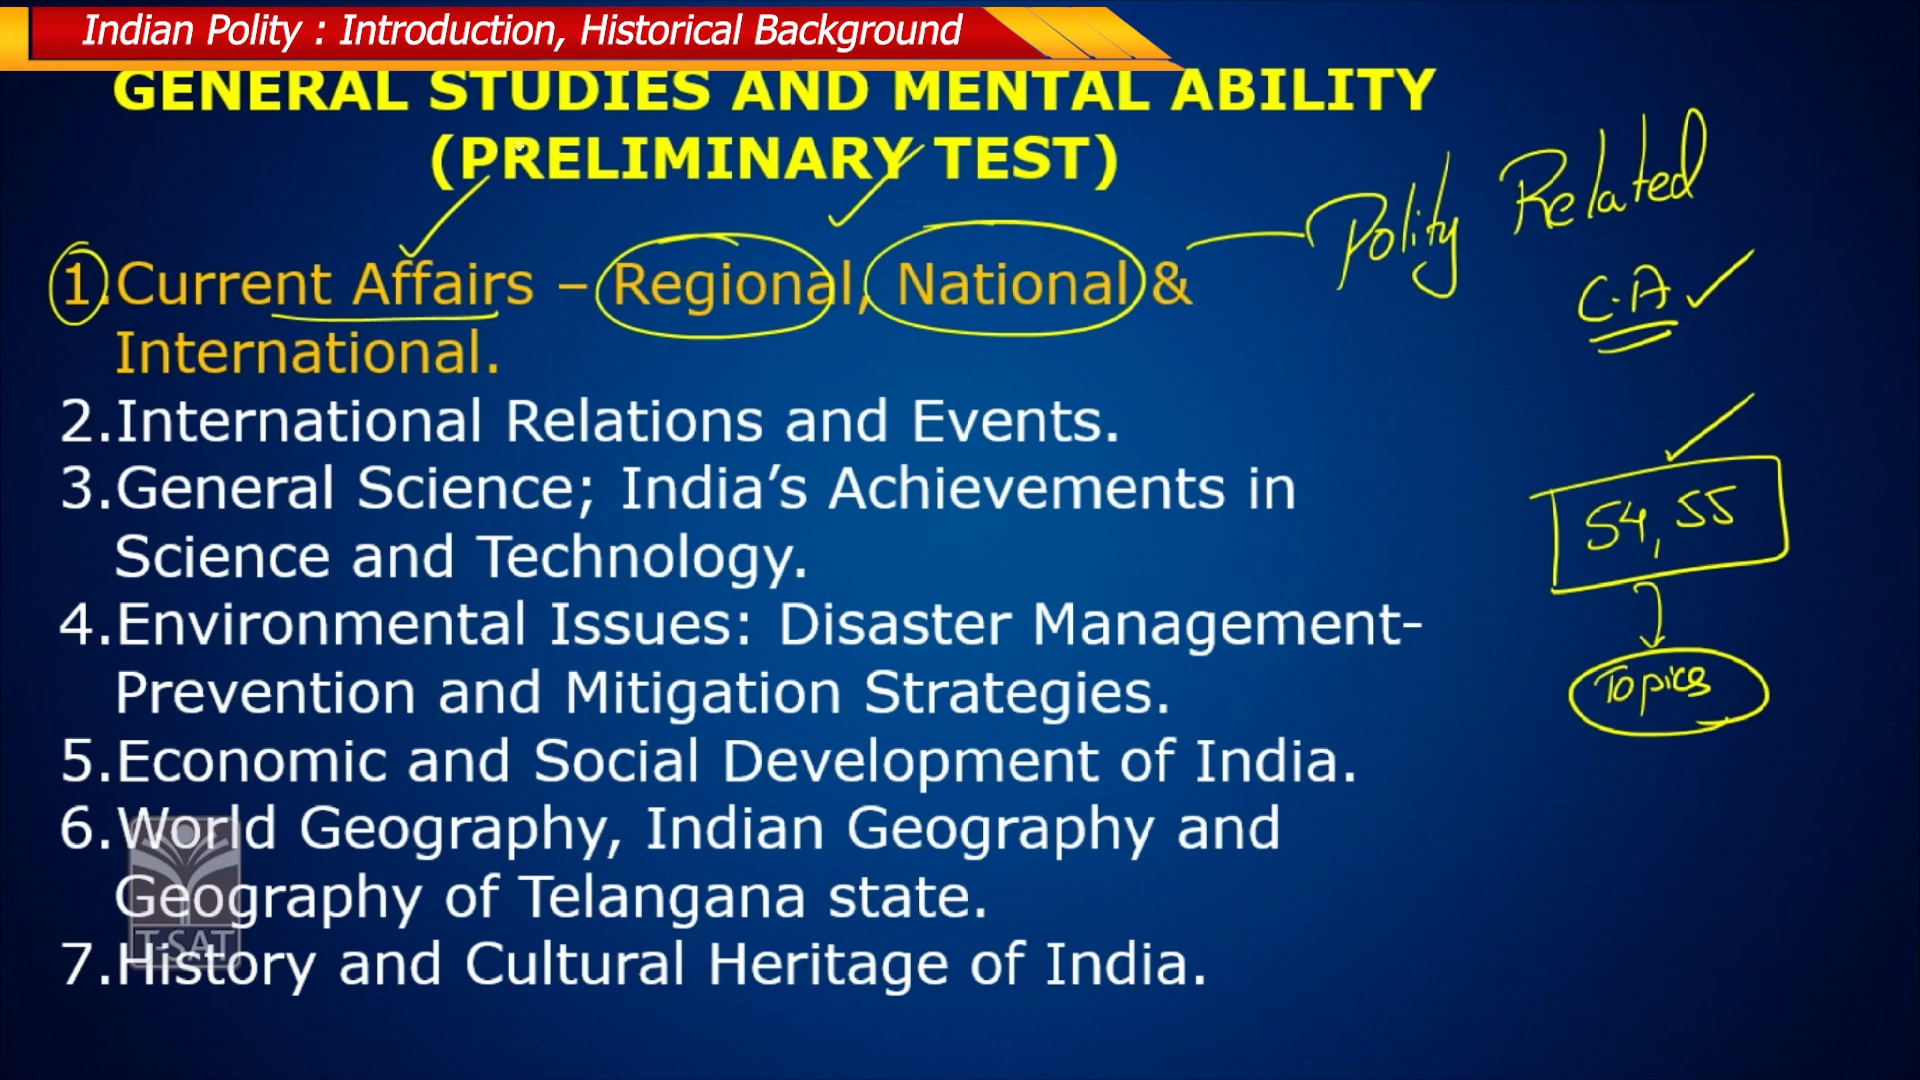 Indian Polity : Introduction, Historical Background
GENERAL STUDIES AND MENTAL ABILITY
(PRELIMINARY TEST)
1.Current Affairs – Regional, National &
International.
2.International Relations and Events.
3.General Science; India’s Achievements in
Science and Technology.
4.Environmental Issues: Disaster Management-
Prevention and Mitigation Strategies.
5.Economic and Social Development of India.
6.World Geography, Indian Geography and
Geography of Telangana state.
7.History and Cultural Heritage of India.
Polity Related
C.A
54, 55
Topics
T-SAT